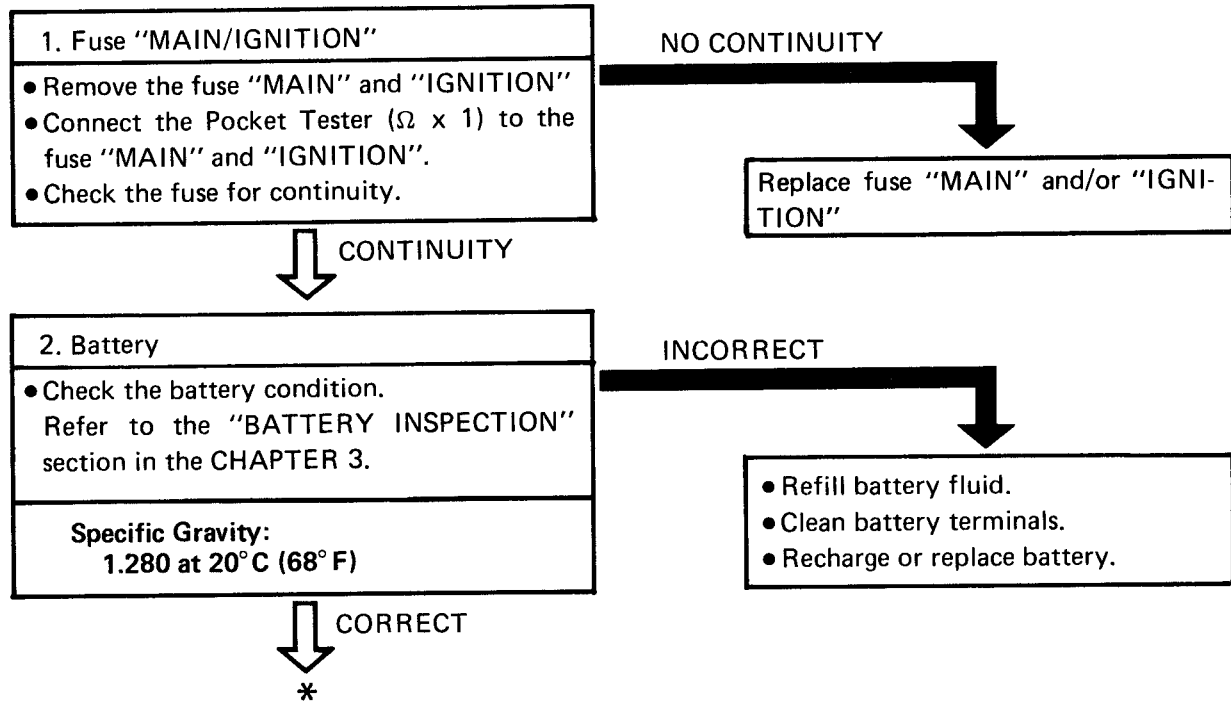 1. Fuse "MAIN/IGNITION"
● Remove the fuse "MAIN" and "IGNITION"
● Connect the Pocket Tester (Ω x 1) to the
fuse "MAIN" and "IGNITION".
● Check the fuse for continuity.
NO CONTINUITY
Replace fuse "MAIN" and/or "IGNI-
TION"
CONTINUITY
2. Battery
● Check the battery condition.
Refer to the "BATTERY INSPECTION"
section in the CHAPTER 3.
Specific Gravity:
1.280 at 20°C (68°F)
INCORRECT
● Refill battery fluid.
● Clean battery terminals.
● Recharge or replace battery.
CORRECT
*